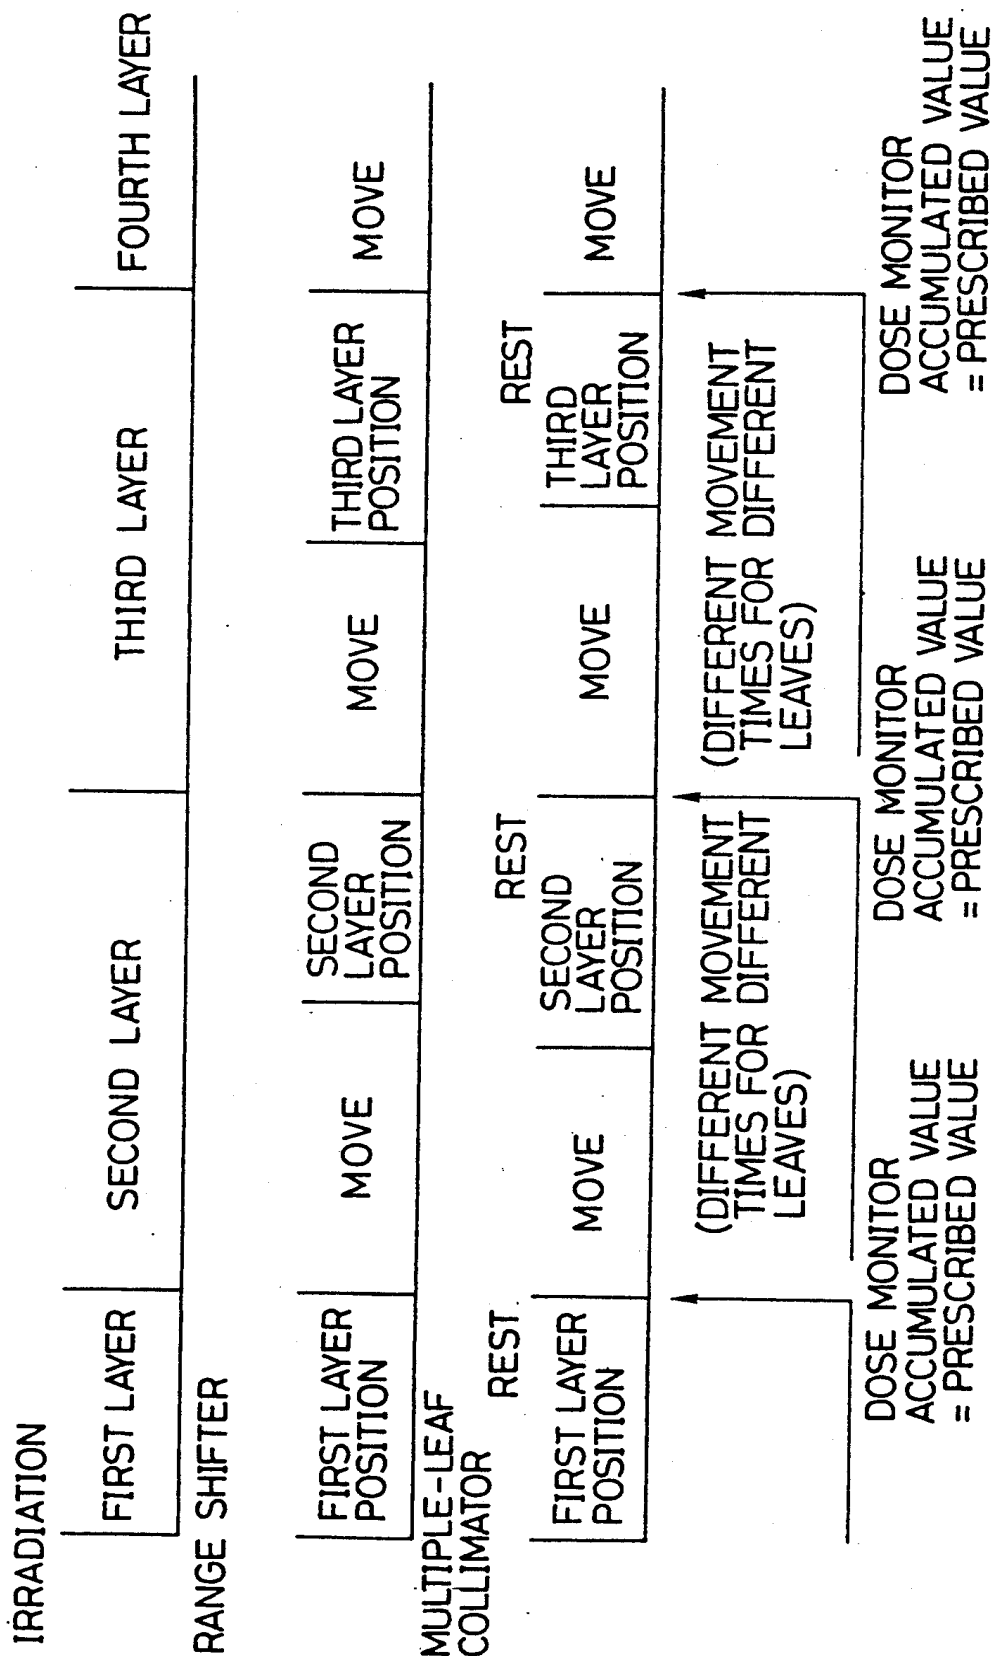 IRRADIATION
FIRST LAYER
SECOND LAYER
THIRD LAYER
FOURTH LAYER
RANGE SHIFTER
FIRST LAYER
POSITION
MOVE
SECOND
LAYER
POSITION
MOVE
THIRD LAYER
POSITION
MOVE
MULTIPLE-LEAF
COLLIMATOR
REST
FIRST LAYER
POSITION
MOVE
REST
SECOND
LAYER
POSITION
MOVE
REST
THIRD
LAYER
POSITION
MOVE
(DIFFERENT MOVEMENT
TIMES FOR DIFFERENT
LEAVES)
(DIFFERENT MOVEMENT
TIMES FOR DIFFERENT
LEAVES)
DOSE MONITOR
ACCUMULATED VALUE
= PRESCRIBED VALUE
DOSE MONITOR
ACCUMULATED VALUE
= PRESCRIBED VALUE
DOSE MONITOR
ACCUMULATED VALUE
= PRESCRIBED VALUE